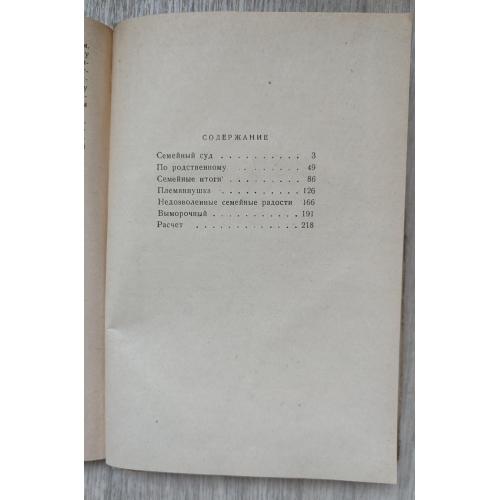 СОДЕРЖАНИЕ
Семейный суд . . . . . . . . . . . 3
По родственному . . . . . . . . 49
Семейные итоги . . . . . . . . . 86
Племяннушка . . . . . . . . . . . 126
Недозволенные семейные радости 166
Выморочный . . . . . . . . . . . . 191
Расчет . . . . . . . . . . . . . 218